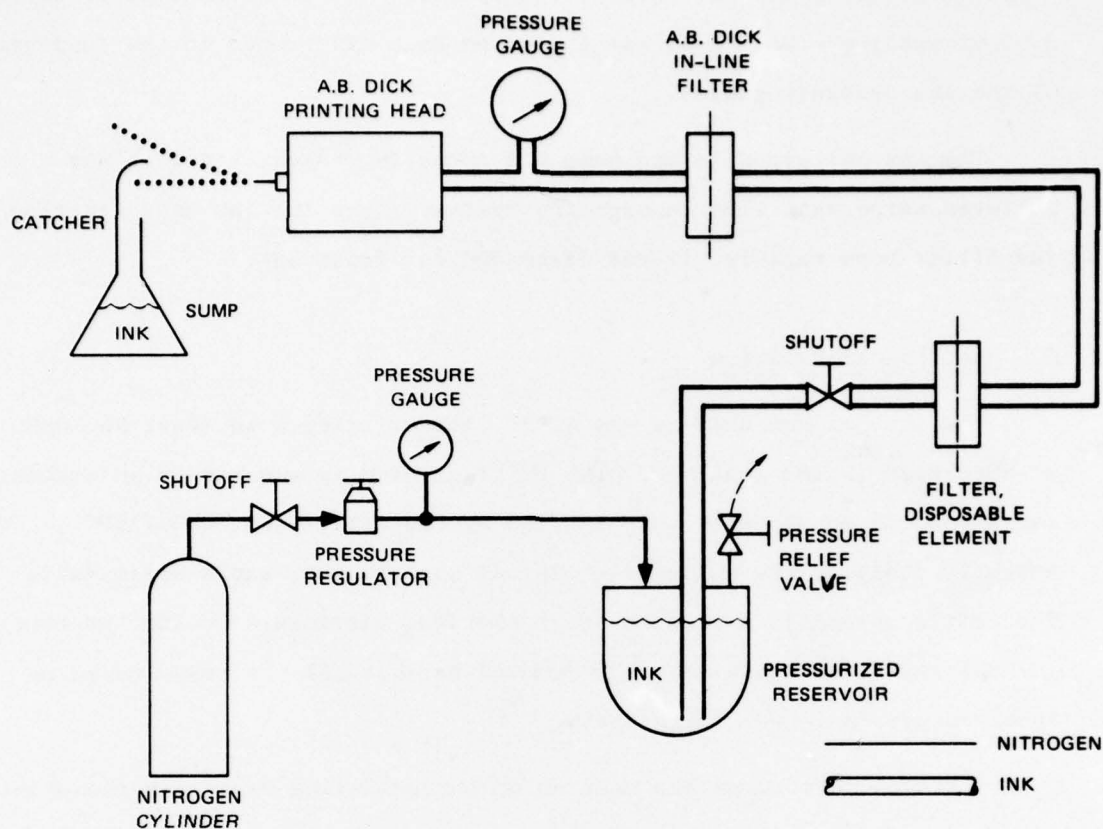 PRESSURE
GAUGE
A.B. DICK
IN-LINE
FILTER
A.B. DICK
PRINTING HEAD
CATCHER
SUMP
INK
SHUTOFF
PRESSURE
GAUGE
SHUTOFF
FILTER,
DISPOSABLE
ELEMENT
PRESSURE
REGULATOR
PRESSURE
RELIEF
VALVE
INK
PRESSURIZED
RESERVOIR
NITROGEN
INK
NITROGEN
CYLINDER